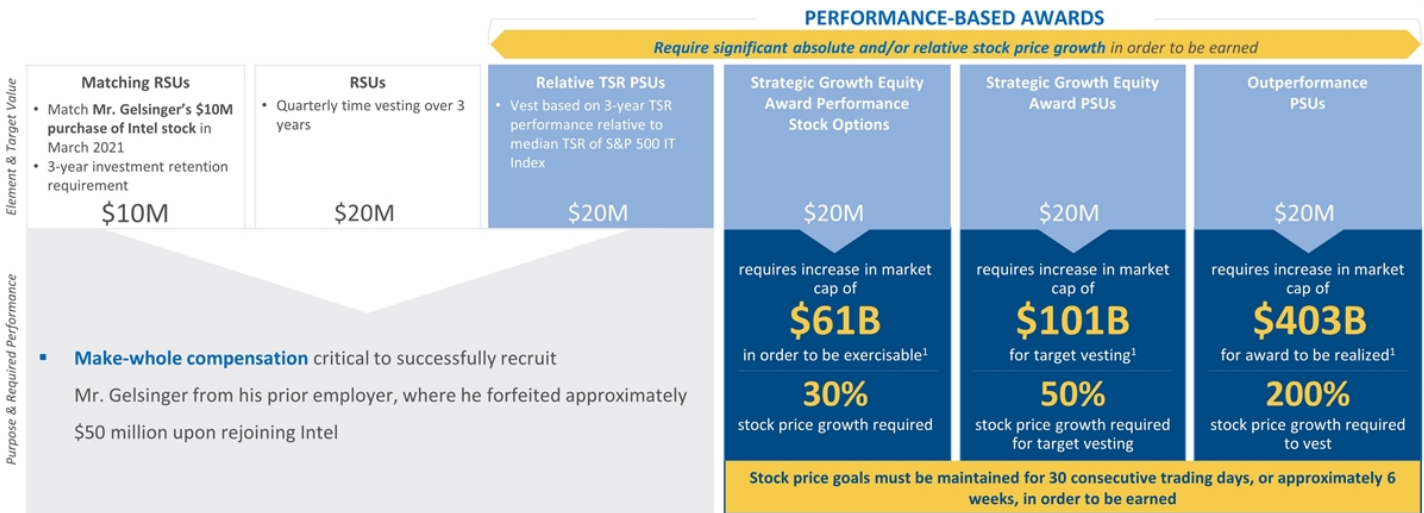 PERFORMANCE-BASED AWARDS
Require significant absolute and/or relative stock price growth in order to be earned
Element & Target Value
Matching RSUs
• Match Mr. Gelsinger’s $10M
purchase of Intel stock in
March 2021
• 3-year investment retention
requirement
$10M
RSUs
• Quarterly time vesting over 3
years
$20M
Relative TSR PSUs
• Vest based on 3-year TSR
performance relative to
median TSR of S&P 500 IT
Index
$20M
Strategic Growth Equity
Award Performance
Stock Options
$20M
Strategic Growth Equity
Award PSUs
$20M
Outperformance
PSUs
$20M
Purpose & Required Performance
▪ Make-whole compensation critical to successfully recruit
Mr. Gelsinger from his prior employer, where he forfeited approximately
$50 million upon rejoining Intel
requires increase in market
cap of
$61B
in order to be exercisable¹
30%
stock price growth required
requires increase in market
cap of
$101B
for target vesting¹
50%
stock price growth required
for target vesting
requires increase in market
cap of
$403B
for award to be realized¹
200%
stock price growth required
to vest
Stock price goals must be maintained for 30 consecutive trading days, or approximately 6
weeks, in order to be earned